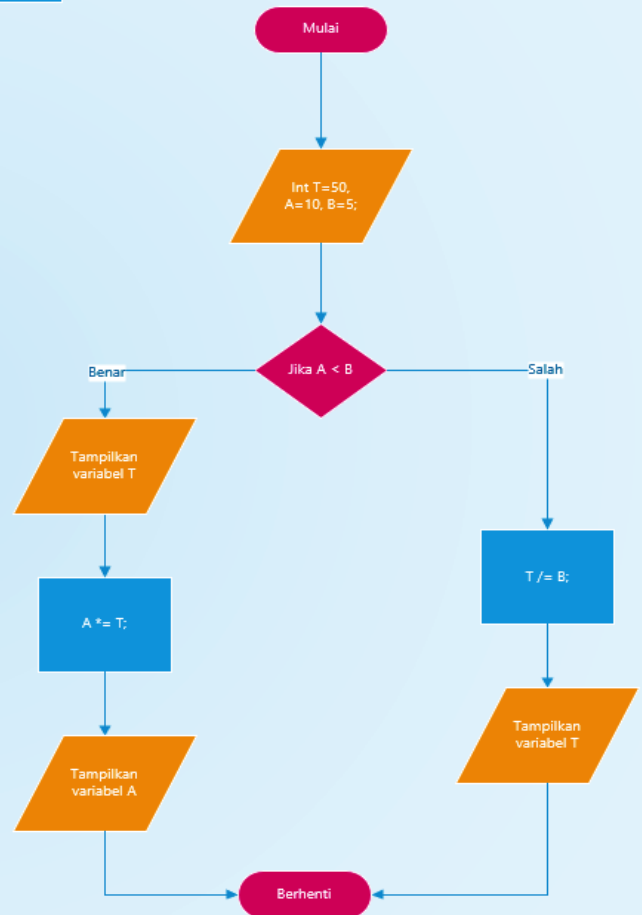 Mulai
Int T=50,
A=10, B=5;
Jika A < B
Benar
Salah
Tampilkan
variabel T
T /= B;
A *= T;
Tampilkan
variabel T
Tampilkan
variabel A
Berhenti